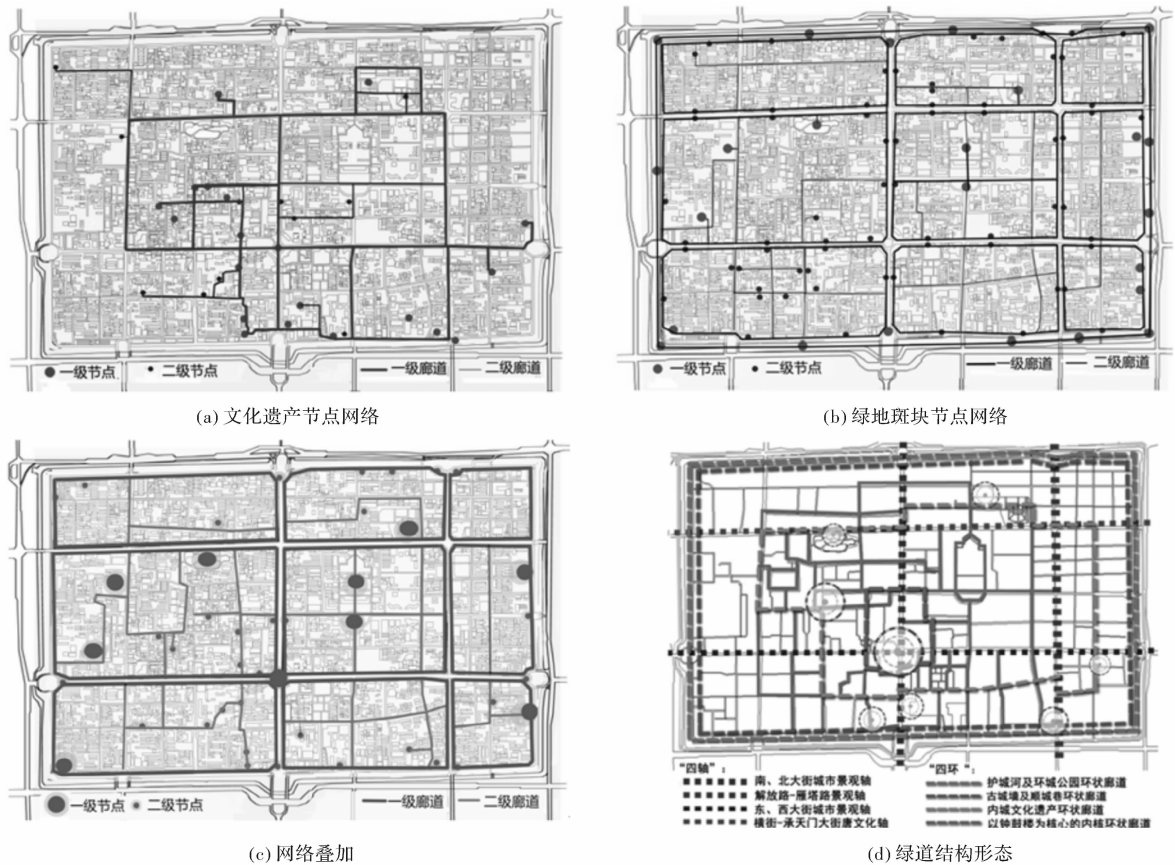 一级节点 二级节点 一级廊道 二级廊道
(a) 文化遗产节点网络
一级节点 二级节点 一级廊道 二级廊道
(b) 绿地斑块节点网络
一级节点 二级节点 一级廊道 二级廊道
(c) 网络叠加
"四轴"：
南、北大街城市景观轴
解放路-雁塔路景观轴
东、西大街城市景观轴
横街-承天门大街唐文化轴
"四环"：
护城河及环城公园环状廊道
古城墙及顺城巷环状廊道
内城文化遗产环状廊道
以钟鼓楼为核心的内核环状廊道
(d) 绿道结构形态